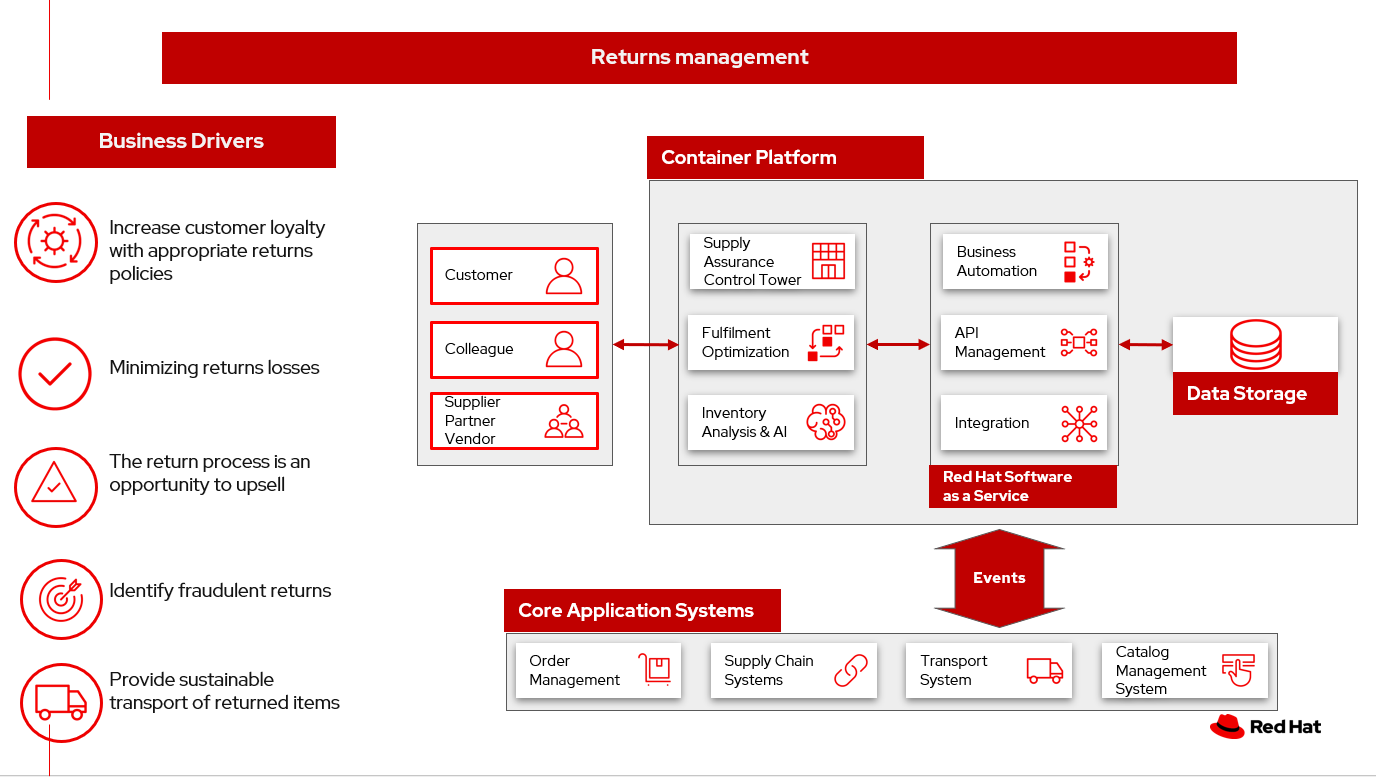 Returns management
Business Drivers
Increase customer loyalty
with appropriate returns
policies
Minimizing returns losses
The return process is an
opportunity to upsell
Identify fraudulent returns
Provide sustainable
transport of returned items
Container Platform
Customer
Colleague
Supplier
Partner
Vendor
Supply
Assurance
Control Tower
Fulfilment
Optimization
Inventory
Analysis & AI
Business
Automation
API
Management
Integration
Red Hat Software
as a Service
Data Storage
Events
Core Application Systems
Order
Management
Supply Chain
Systems
Transport
System
Catalog
Management
System
Red Hat